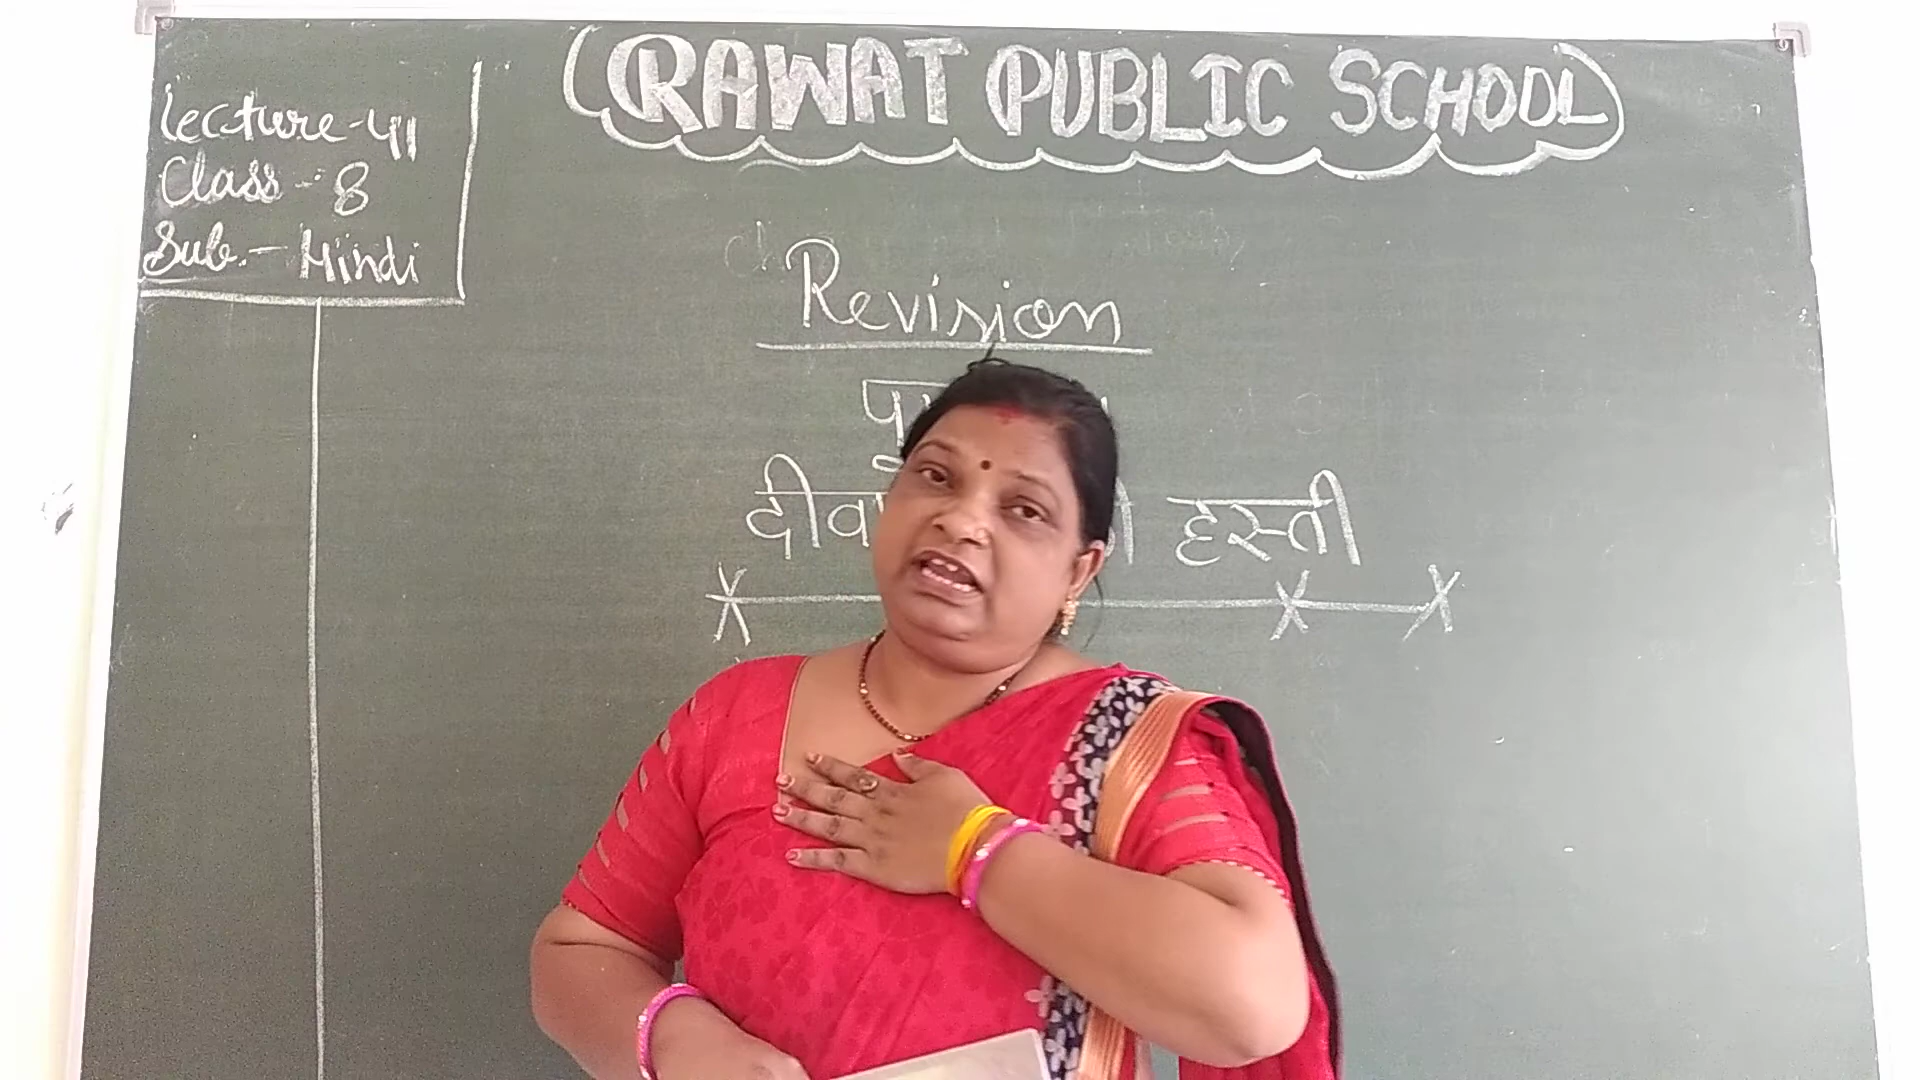 RAWAT PUBLIC SCHOOL
Lecture-41
Class - 8
Sub.- Hindi
Revision
हस्ती